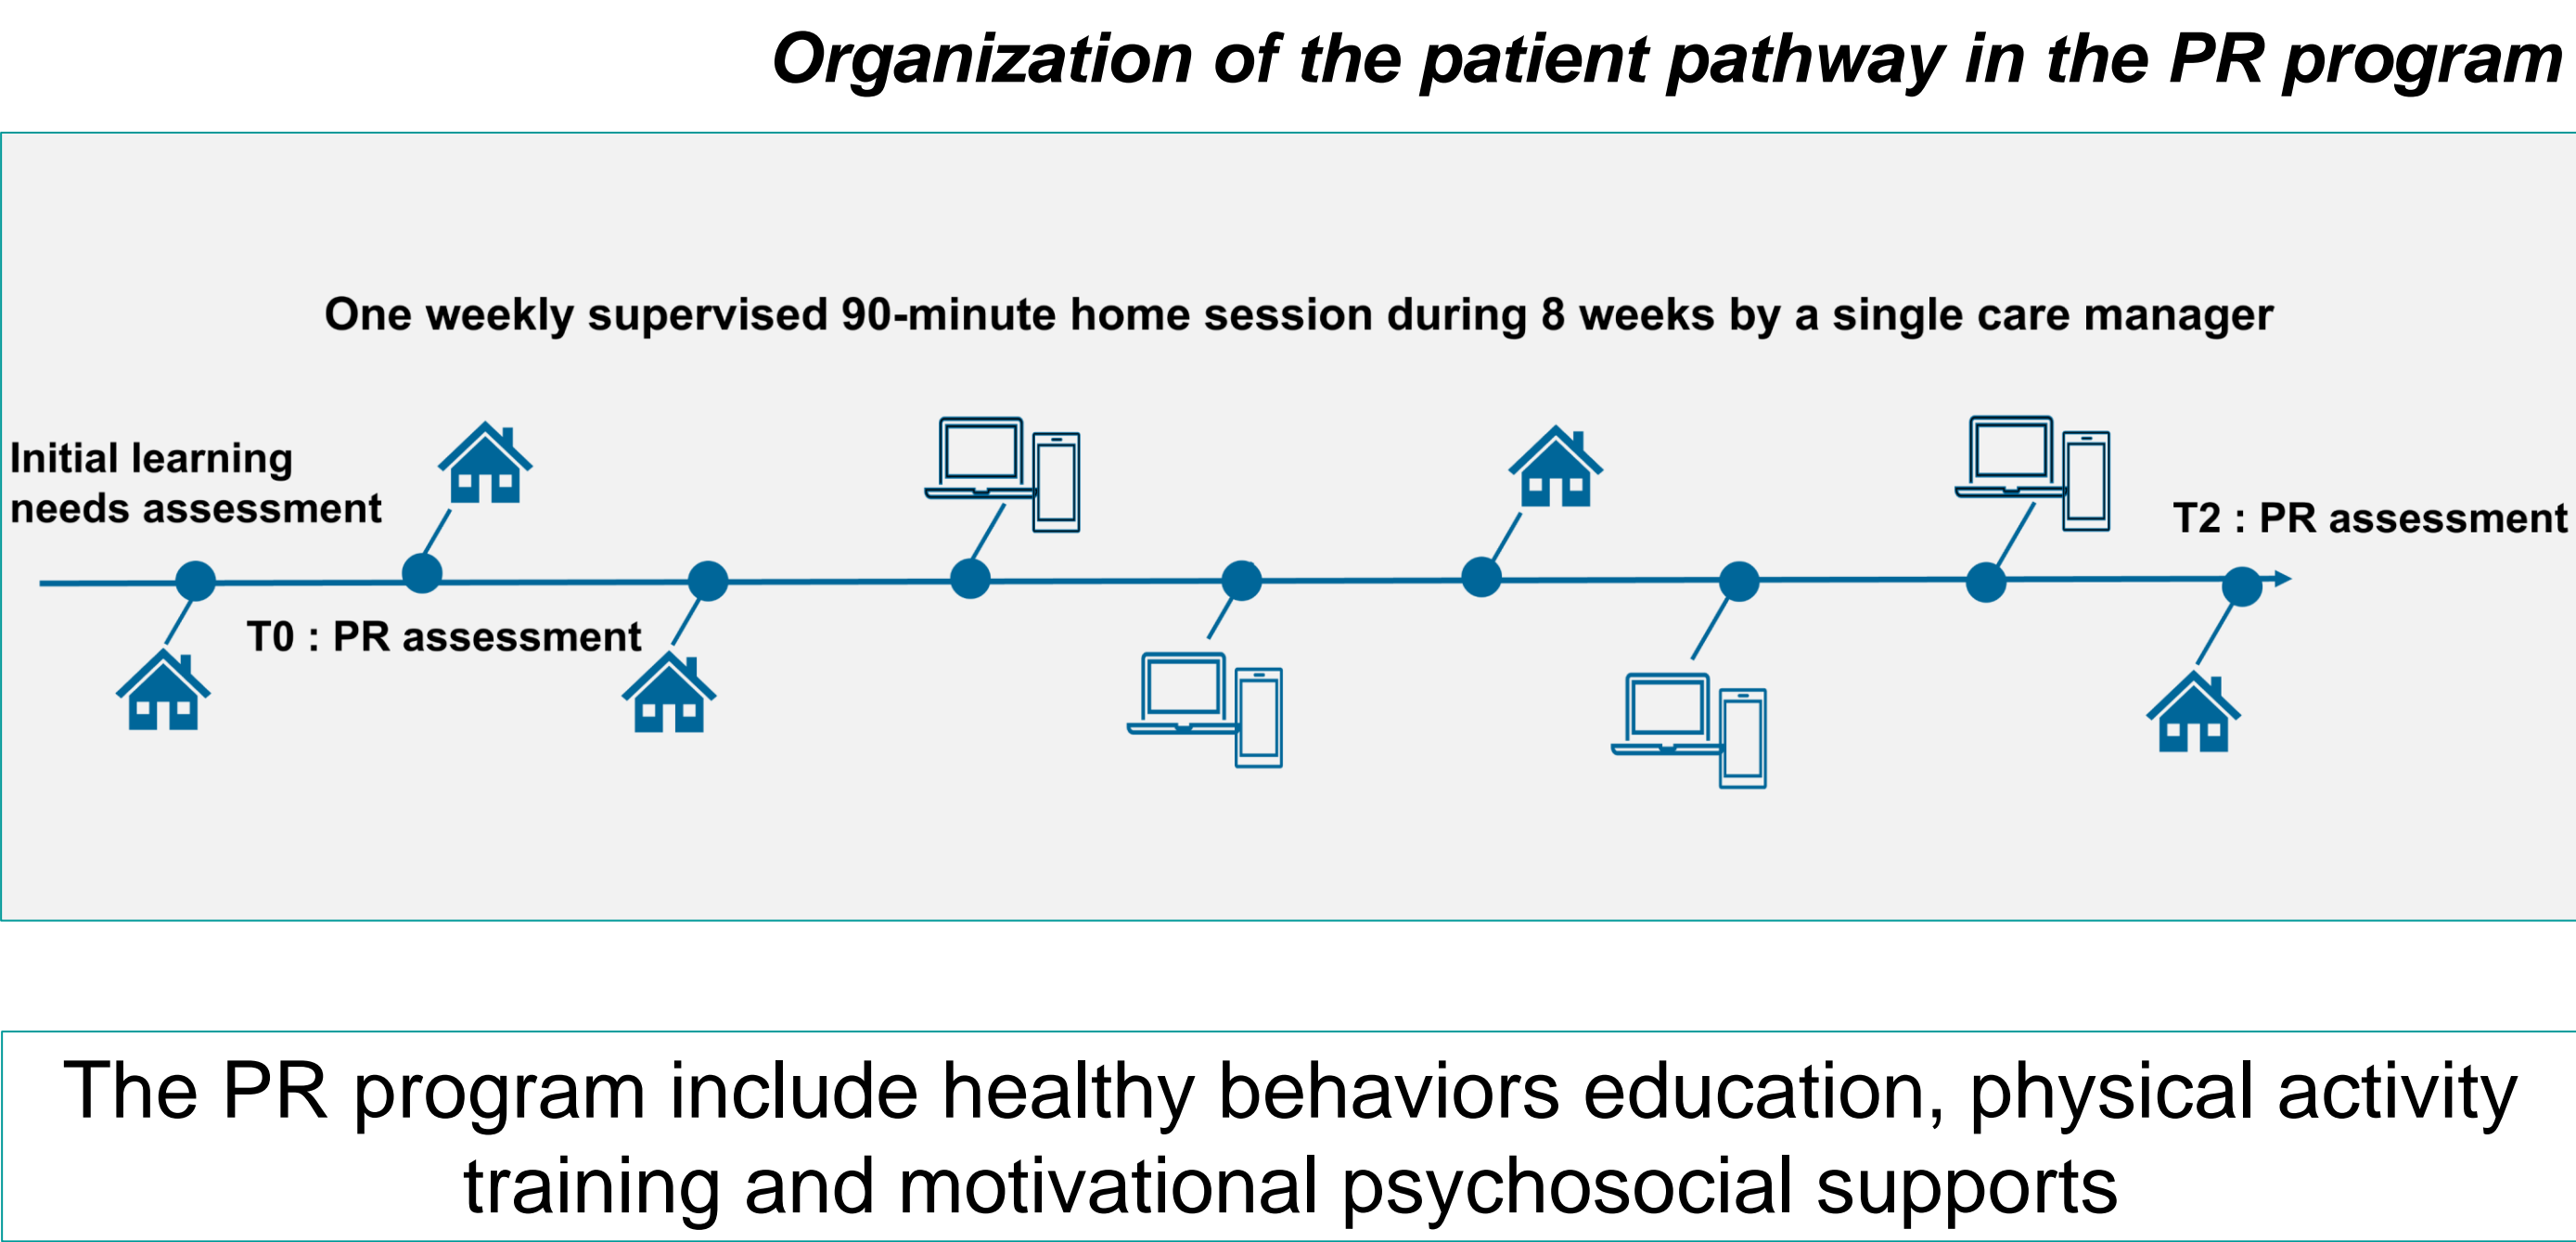 Organization of the patient pathway in the PR program
One weekly supervised 90-minute home session during 8 weeks by a single care manager
Initial learning
needs assessment
T2 : PR assessment
T0 : PR assessment
The PR program include healthy behaviors education, physical activity
training and motivational psychosocial supports